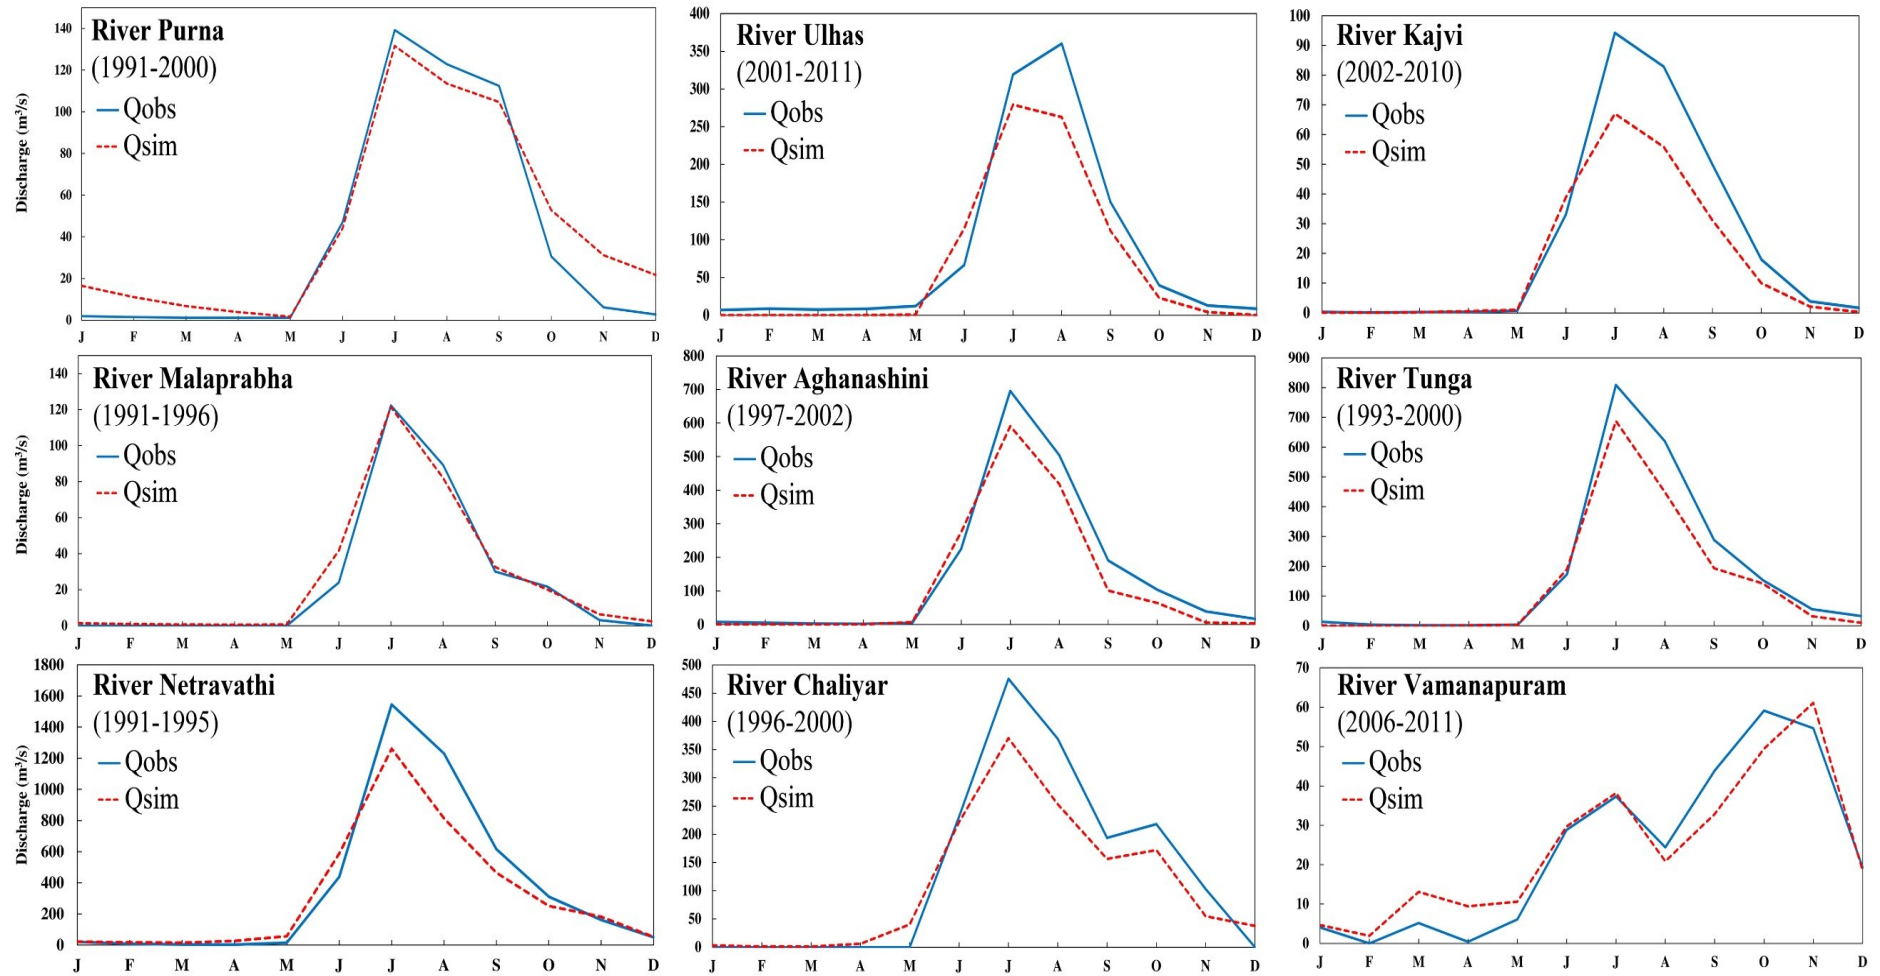 River Purna
(1991-2000)
Qobs
Qsim
Discharge (m³/s)
140
120
100
80
60
40
20
0
J F M A M J J A S O N D
River Ulhas
(2001-2011)
Qobs
Qsim
400
350
300
250
200
150
100
50
0
J F M A M J J A S O N D
River Kajvi
(2002-2010)
Qobs
Qsim
100
90
80
70
60
50
40
30
20
10
0
J F M A M J J A S O N D
River Malaprabha
(1991-1996)
Qobs
Qsim
Discharge (m³/s)
140
120
100
80
60
40
20
0
J F M A M J J A S O N D
River Aghanashini
(1997-2002)
Qobs
Qsim
800
700
600
500
400
300
200
100
0
J F M A M J J A S O N D
River Tunga
(1993-2000)
Qobs
Qsim
900
800
700
600
500
400
300
200
100
0
J F M A M J J A S O N D
River Netravathi
(1991-1995)
Qobs
Qsim
Discharge (m³/s)
1800
1600
1400
1200
1000
800
600
400
200
0
J F M A M J J A S O N D
River Chaliyar
(1996-2000)
Qobs
Qsim
500
450
400
350
300
250
200
150
100
50
0
J F M A M J J A S O N D
River Vamanapuram
(2006-2011)
Qobs
Qsim
70
60
50
40
30
20
10
0
J F M A M J J A S O N D